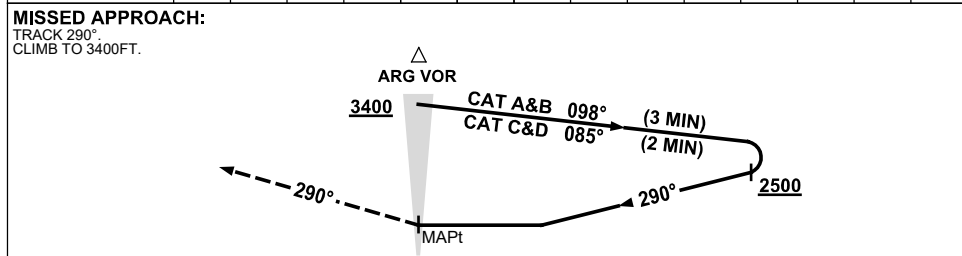 MISSED APPROACH:
TRACK 290°.
CLIMB TO 3400FT.
ARG VOR
3400
CAT A&B 098° (3 MIN)
CAT C&D 085° (2 MIN)
2500
290°
290°
MAPt